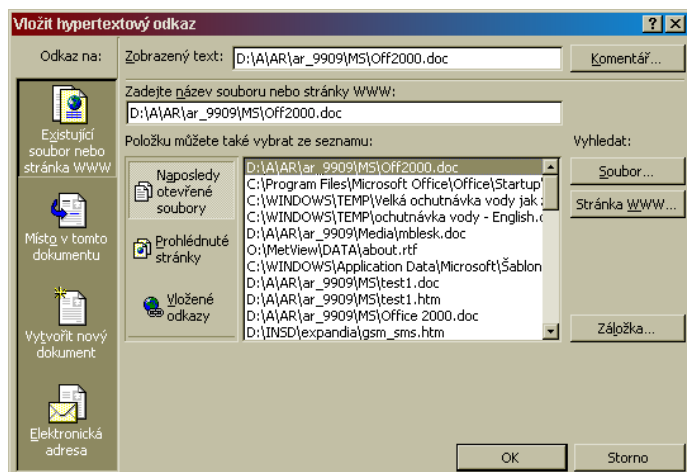 Vložit hypertextový odkaz
Odkaz na:
Zobrazený text:
D:\A\AR\ar_9909\MS\Off2000.doc
Komentář...
Existující
soubor nebo
stránka WWW
Zadejte název souboru nebo stránky WWW:
D:\A\AR\ar_9909\MS\Off2000.doc
Položku můžete také vybrat ze seznamu:
Vyhledat:
Naposledy
otevřené
soubory
Prohlédnuté
stránky
Vložené
odkazy
D:\A\AR\ar_9909\MS\Off2000.doc
C:\Program Files\Microsoft Office\Office\Startup\
C:\WINDOWS\TEMP\Velká ochutnávka vody jak
C:\WINDOWS\TEMP\ochutnávka vody - English.
D:\A\AR\ar_9909\Media\mblesk.doc
O:\MetView\DATA\about.rtf
C:\WINDOWS\Application Data\Microsoft\Šablon
D:\A\AR\ar_9909\MS\test1.doc
D:\A\AR\ar_9909\MS\test1.htm
D:\A\AR\ar_9909\MS\Office 2000.doc
D:\INSD\expandia\gsm_sms.htm
Soubor...
Stránka WWW...
Záložka...
Místo v tomto
dokumentu
Vytvořit nový
dokument
Elektronická
adresa
OK
Storno